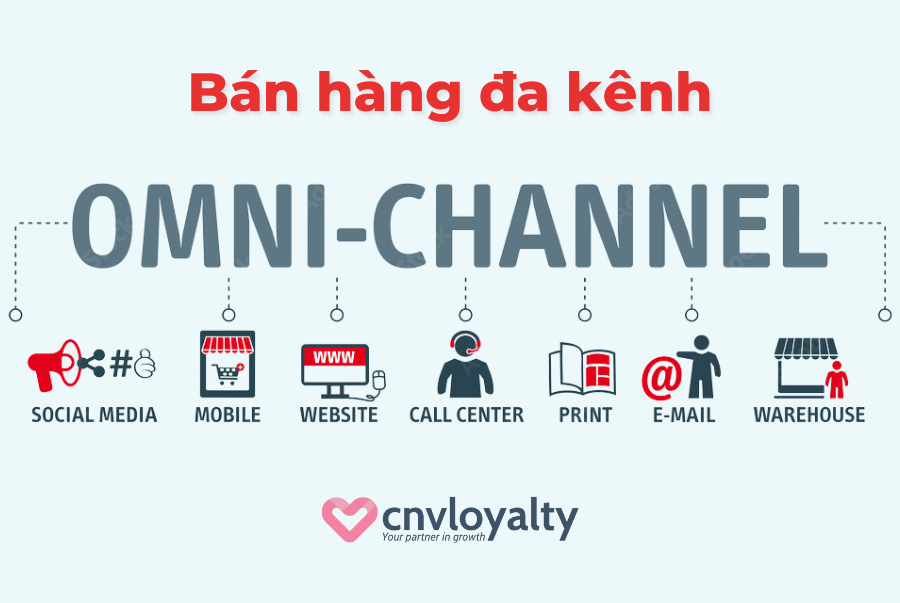 Bán hàng đa kênh
OMNI-CHANNEL
#
WWW
@
SOCIAL MEDIA
MOBILE
WEBSITE
CALL CENTER
PRINT
E-MAIL
WAREHOUSE
cnvloyalty
Your partner in growth